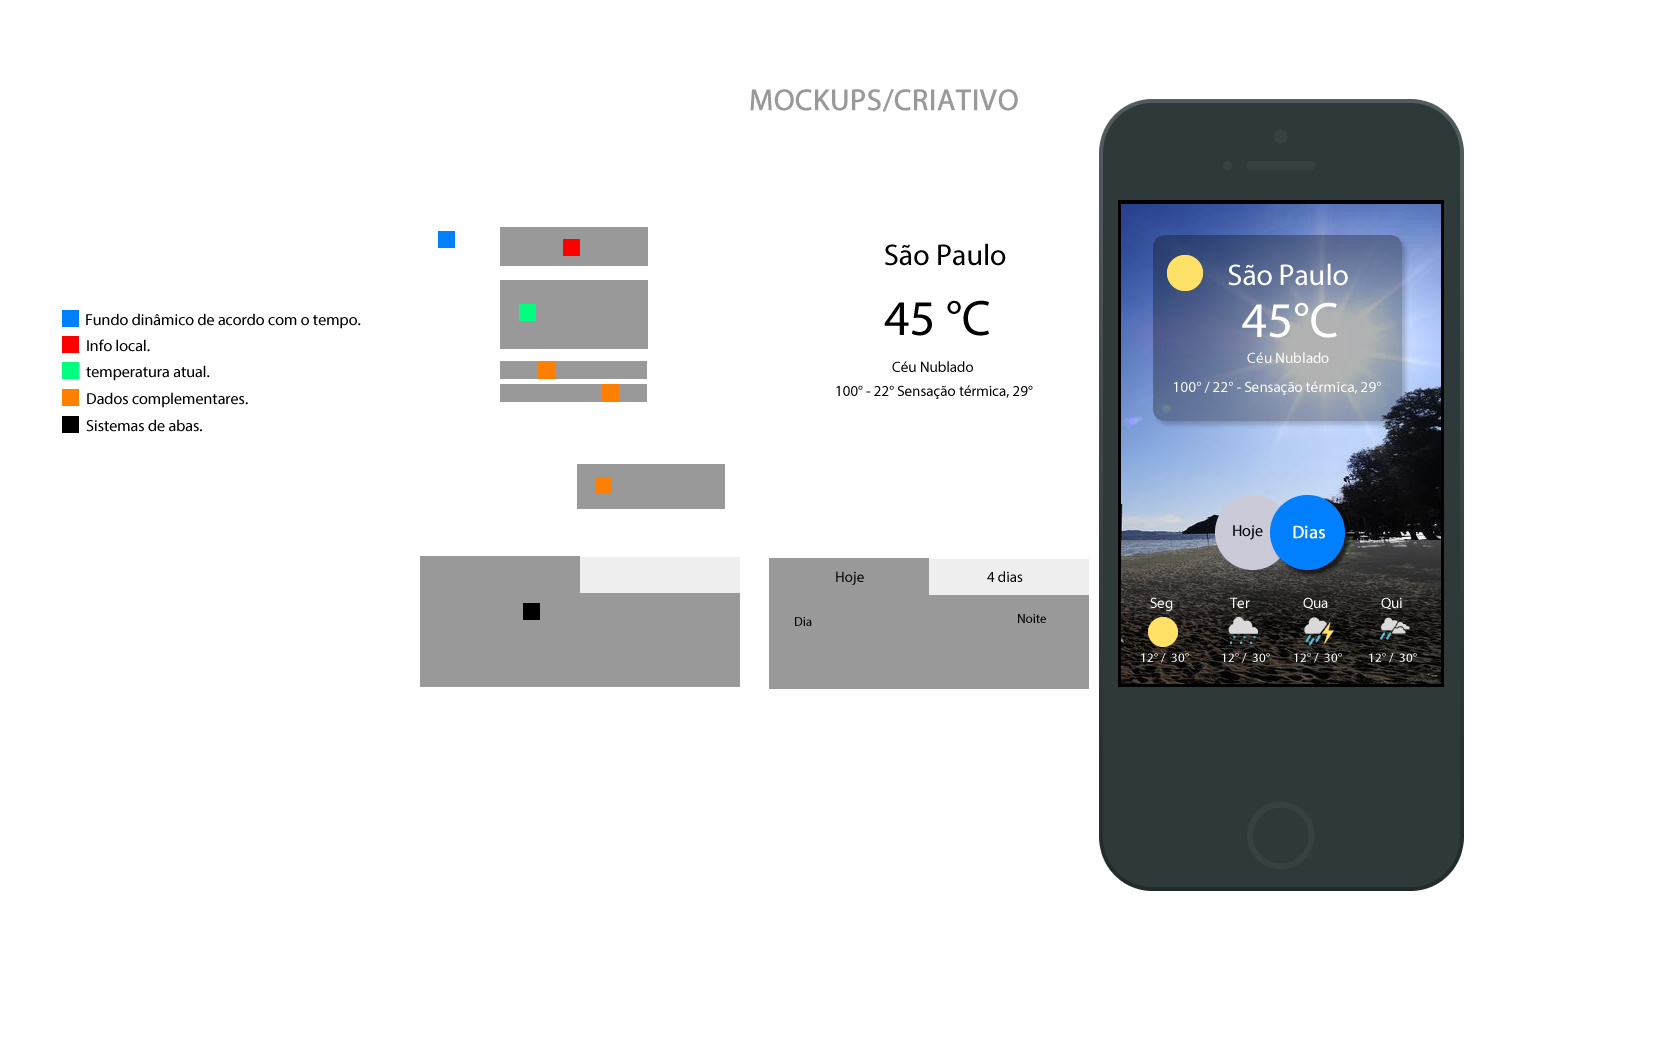 MOCKUPS/CRIATIVO
Fundo dinâmico de acordo com o tempo.
Info local.
temperatura atual.
Dados complementares.
Sistemas de abas.
São Paulo
45 °C
Céu Nublado
100° - 22° Sensação térmica, 29°
Hoje 4 dias
Dia Noite
São Paulo
45°C
Céu Nublado
100° / 22° - Sensação térmica, 29°
Hoje Dias
Seg Ter Qua Qui
12° / 30° 12° / 30° 12° / 30° 12° / 30°